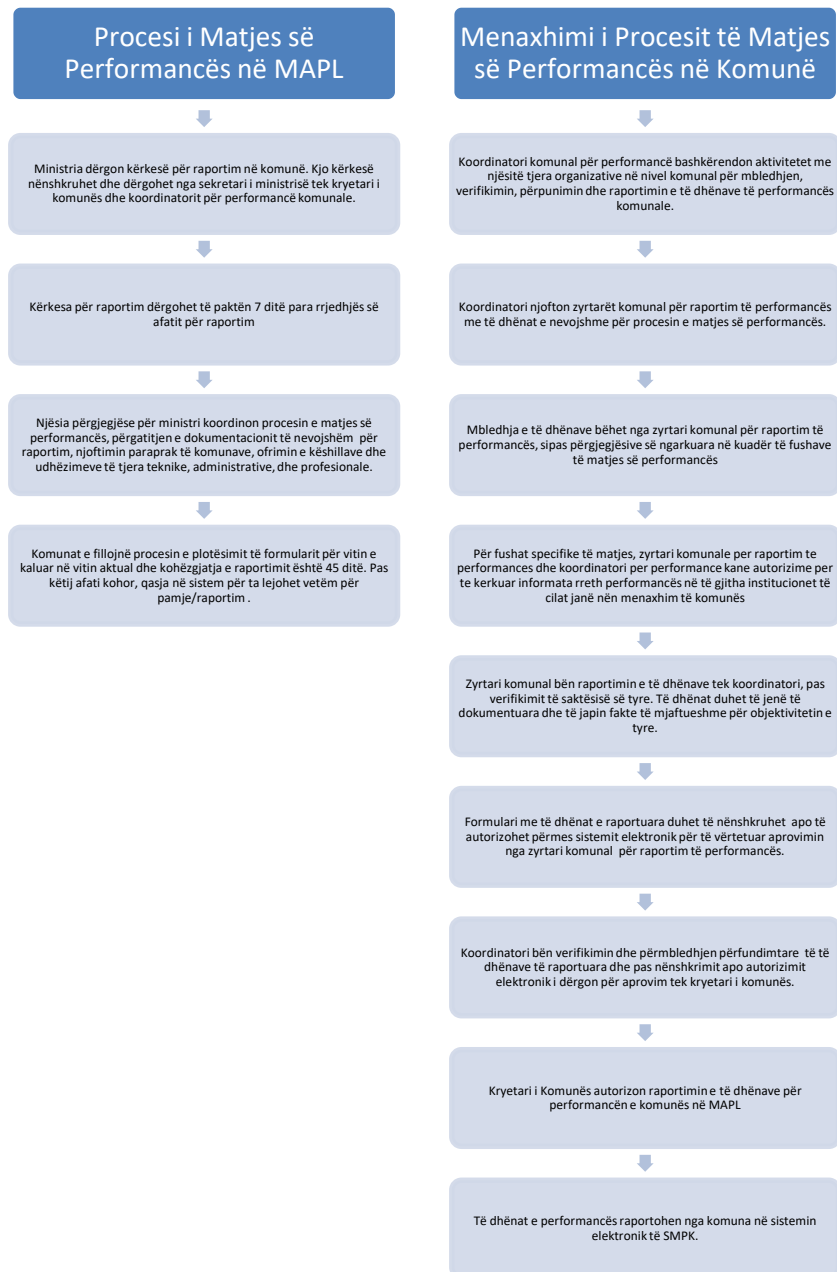 Procesi i Matjes së
Performancës në MAPL
Ministria dërgon kërkesë për raportim në komunë. Kjo kërkesë
nënshkruhet dhe dërgohet nga sekretari i ministrisë tek kryetari i
komunës dhe koordinatorit për performancë komunale.
Kërkesa për raportim dërgohet të paktën 7 ditë para rrjedhjës së
afatit për raportim
Njësia përgjegjëse për ministri koordinon procesin e matjes së
performancës, përgatitjen e dokumentacionit të nevojshëm për
raportim, njoftimin paraprak të komunave, ofrimin e këshillave dhe
udhëzimeve të tjera teknike, administrative, dhe profesionale.
Komunat e fillojnë procesin e plotësimit të formularit për vitin e
kaluar në vitin aktual dhe kohëzgjatja e raportimit është 45 ditë. Pas
këtij afati kohor, qasja në sistem për ta lejohet vetëm për
pamje/raportim .
Menaxhimi i Procesit të Matjes
së Performancës në Komunë
Koordinatori komunal për performancë bashkërendon aktivitetet me
njësitë tjera organizative në nivel komunal për mbledhjen,
verifikimin, përpunimin dhe raportimin e të dhënave të performancës
komunale.
Koordinatori njofton zyrtarët komunal për raportim të performancës
me të dhënat e nevojshme për procesin e matjes së performancës.
Mbledhja e të dhënave bëhet nga zyrtari komunal për raportim të
performancës, sipas përgjegjësive së ngarkuara në kuadër të fushave
të matjes së performancës
Për fushat specifike të matjes, zyrtari komunale per raportim te
performances dhe koordinatori per performance kane autorizime per
te kerkuar informata rreth performancës në të gjitha institucionet të
cilat janë nën menaxhim të komunës
Zyrtari komunal bën raportimin e të dhënave tek koordinatori, pas
verifikimit të saktësisë së tyre. Të dhënat duhet të jenë të
dokumentuara dhe të japin fakte të mjaftueshme për objektivitetin e
tyre.
Formulari me të dhënat e raportuara duhet të nënshkruhet apo të
autorizohet përmes sistemit elektronik për të vërtetuar aprovimin
nga zyrtari komunal për raportim të performancës.
Koordinatori bën verifikimin dhe përmbledhjen përfundimtare të të
dhënave të raportuara dhe pas nënshkrimit apo autorizimit
elektronik i dërgon për aprovim tek kryetari i komunës.
Kryetari i Komunës autorizon raportimin e të dhënave për
performancën e komunës në MAPL
Të dhënat e performancës raportohen nga komuna në sistemin
elektronik të SMPK.